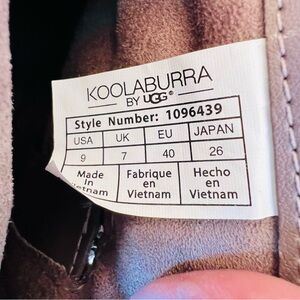 KOOLABURRA
BY UGG®
Style Number: 1096439
USA UK EU JAPAN
9 7 40 26
Made Fabrique Hecho
in en en
Vietnam Vietnam Vietnam